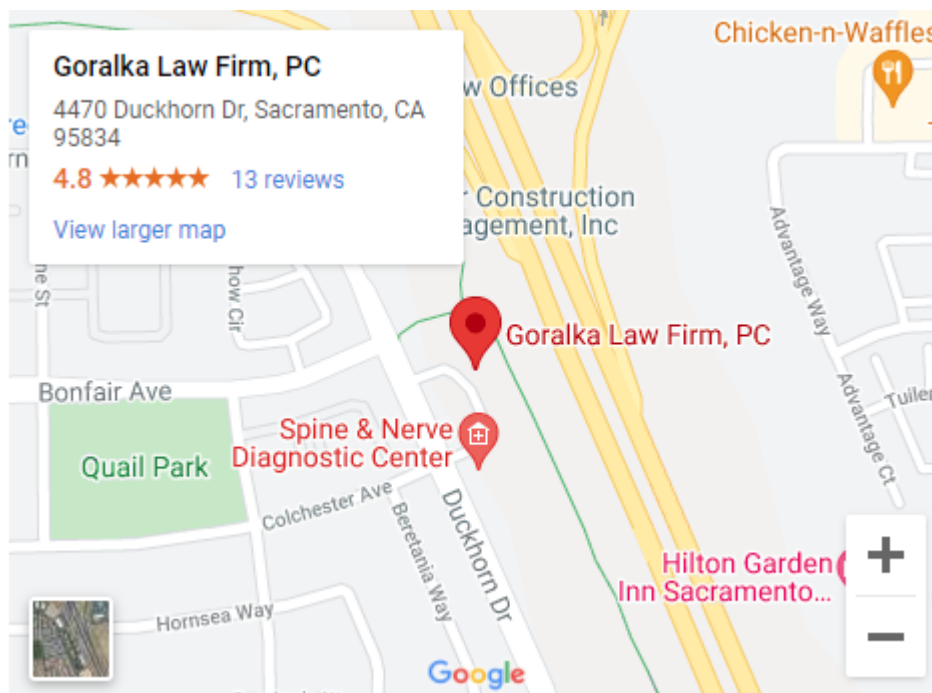 Goralka Law Firm, PC
4470 Duckhorn Dr, Sacramento, CA
95834
4.8 ★★★★★ 13 reviews
View larger map
Chicken-n-Waffles
Offices
Construction
Inc
Advantage Way
Goralka Law Firm, PC
Bonfair Ave
Advantage Ct
Spine & Nerve
Diagnostic Center
Quail Park
Colchester Ave
Beretania Way
Duckhorn Dr
Hilton Garden
Inn Sacramento...
Hornsea Way
Google
+
−